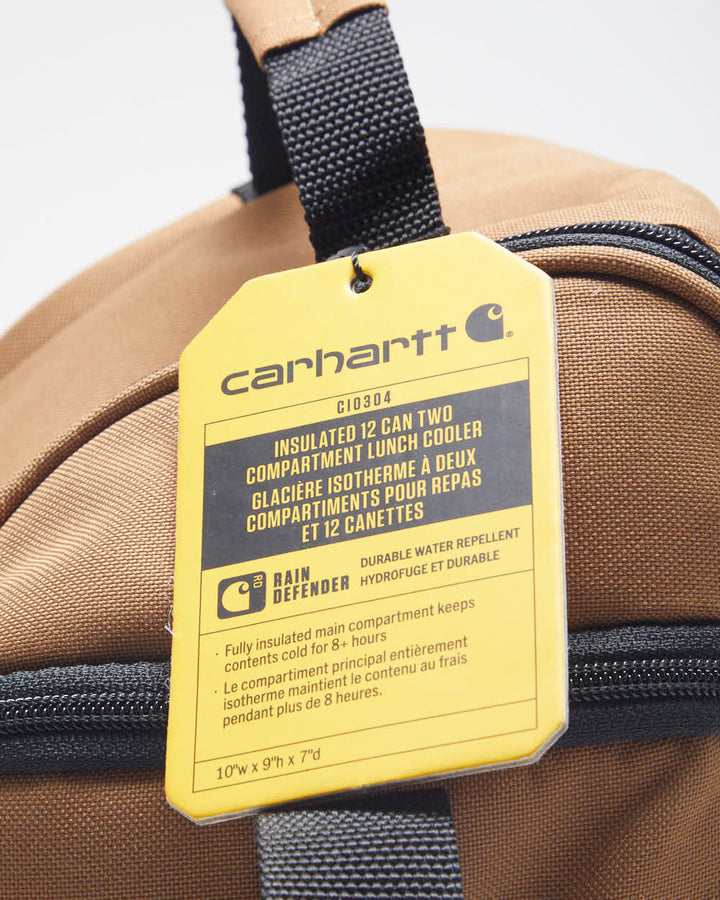 carhartt
CI0304
INSULATED 12 CAN TWO
COMPARTMENT LUNCH COOLER
GLACIÈRE ISOTHERME À DEUX
COMPARTIMENTS POUR REPAS
ET 12 CANETTES
RD
RAIN
DEFENDER
DURABLE WATER REPELLENT
HYDROFUGE ET DURABLE
· Fully insulated main compartment keeps
contents cold for 8+ hours
· Le compartiment principal entièrement
isotherme maintient le contenu au frais
pendant plus de 8 heures.
10"w x 9"h x 7"d